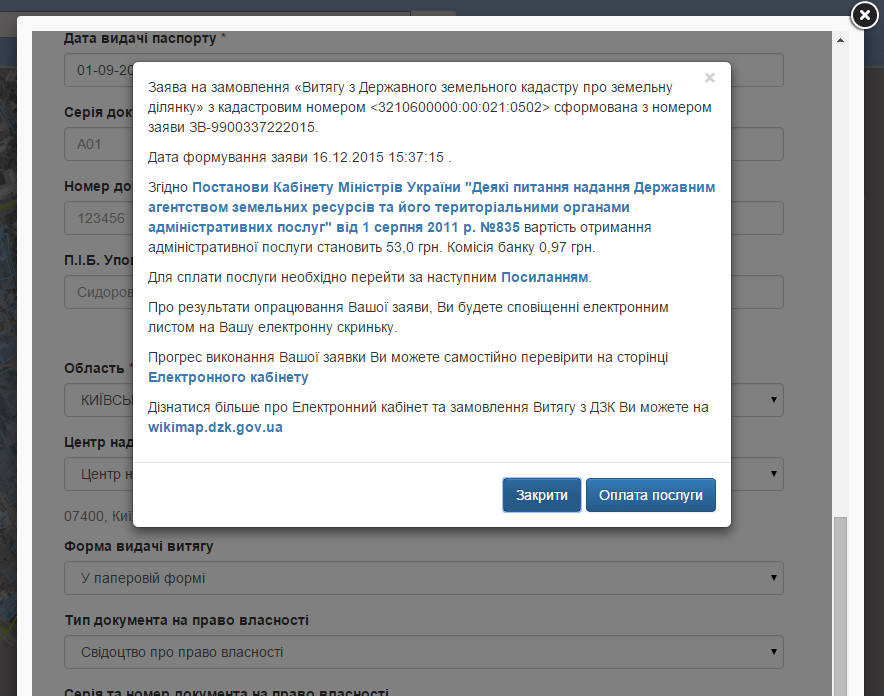 Дата видачі паспорту *
01-09-20
Заява на замовлення «Витягу з Державного земельного кадастру про земельну
ділянку» з кадастровим номером <3210600000:00:021:0502> сформована з номером
заяви ЗВ-9900337222015.
Дата формування заяви 16.12.2015 15:37:15 .
Згідно Постанови Кабінету Міністрів України "Деякі питання надання Державним
агентством земельних ресурсів та його територіальними органами
адміністративних послуг" від 1 серпня 2011 р. №835 вартість отримання
адміністративної послуги становить 53,0 грн. Комісія банку 0,97 грн.
Для сплати послуги необхідно перейти за наступним Посиланням.
Про результати опрацювання Вашої заяви, Ви будете сповіщенні електронним
листом на Вашу електронну скриньку.
Прогрес виконання Вашої заявки Ви можете самостійно перевірити на сторінці
Електронного кабінету
Дізнатися більше про Електронний кабінет та замовлення Витягу з ДЗК Ви можете на
wikimap.dzk.gov.ua
Закрити Оплата послуги
Серія док
A01
Номер до
123456
П.І.Б. Упов
Сидоров
Область *
КИЇВСЬ
Центр над
Центр н
07400, Киї
Форма видачі витягу
У паперовій формі
Тип документа на право власності
Свідоцтво про право власності
Серія та номер документа на право власності